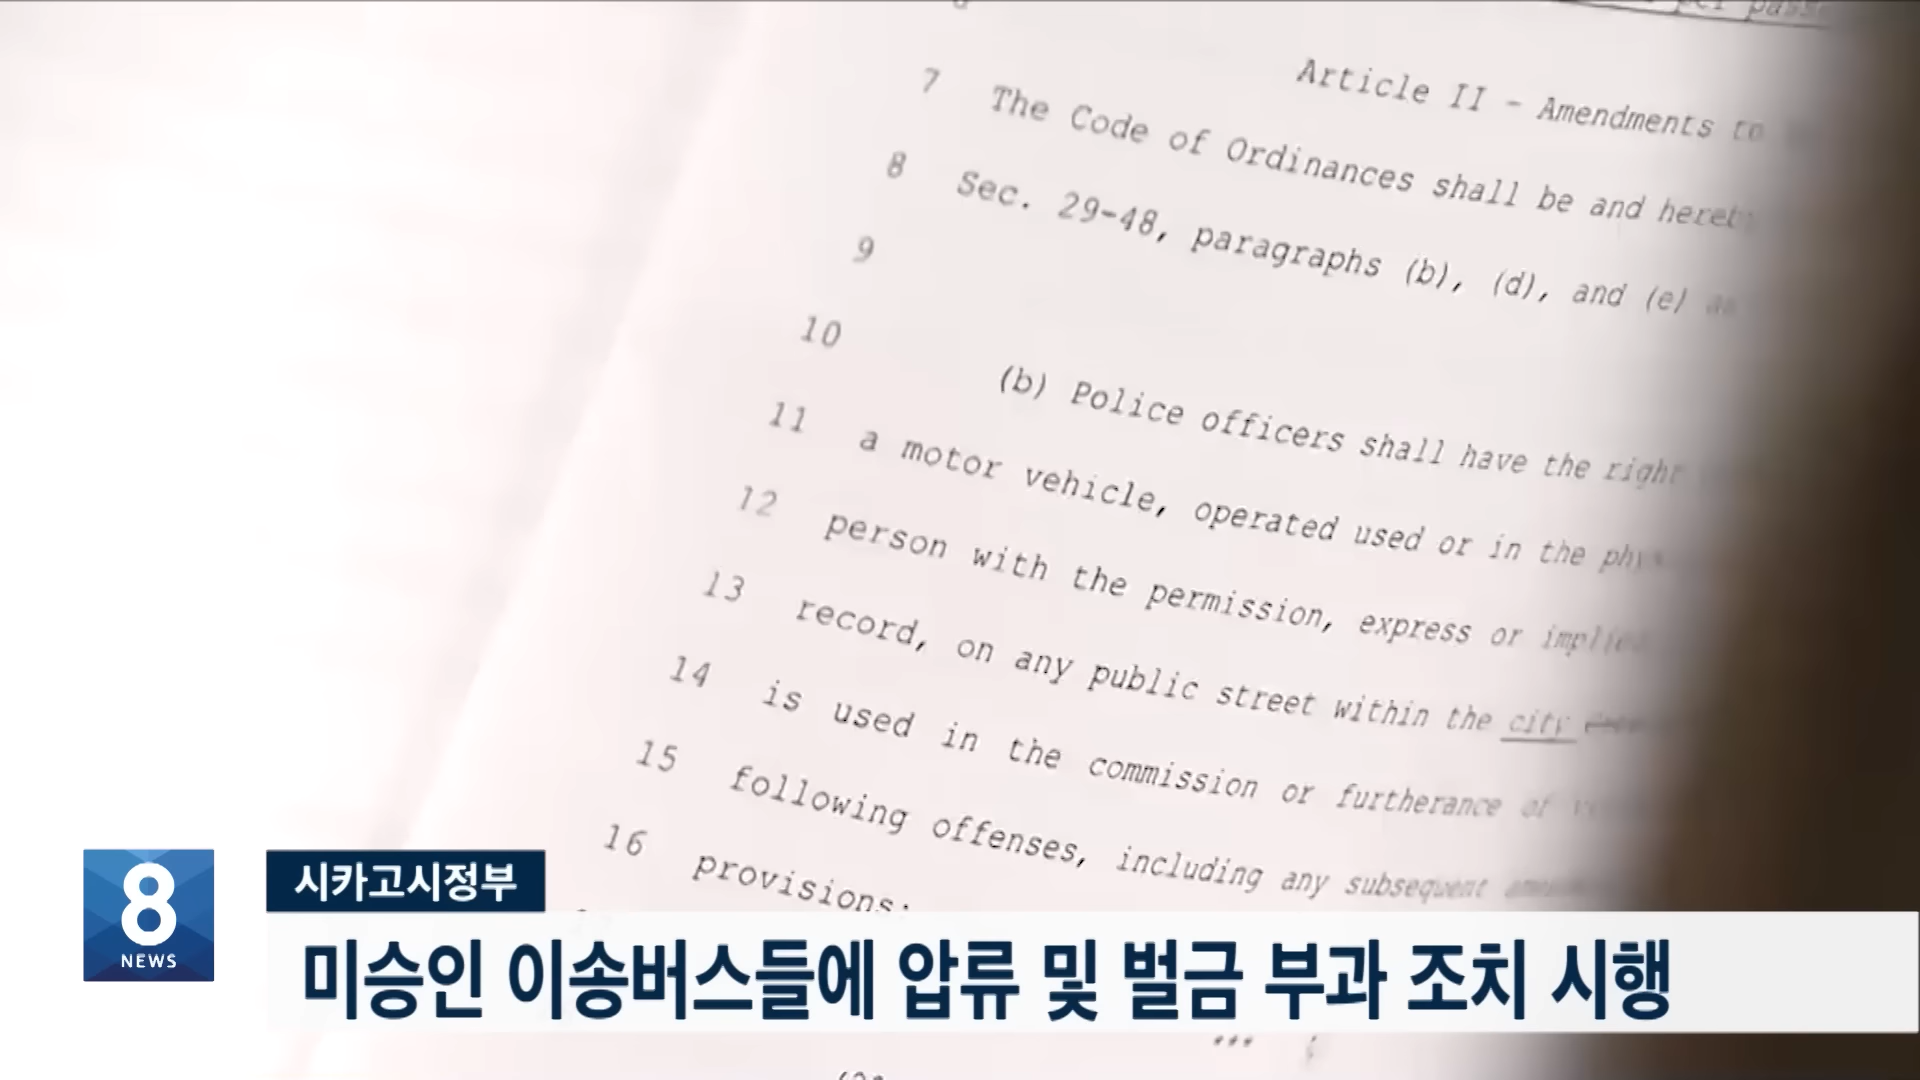 Article II - Amendments to
7 The Code of Ordinances shall be and
8 Sec. 29-48, paragraphs (b), (d), and (e)
9
10 (b) Police officers shall have the right
11 a motor vehicle, operated used or in the
12 person with the permission, express or
13 record, on any public street within the city
14 is used in the commission or furtherance of
15 following offenses, including any subsequent
16 provisions:
8
NEWS
시카고시정부
미승인 이송버스들에 압류 및 벌금 부과 조치 시행